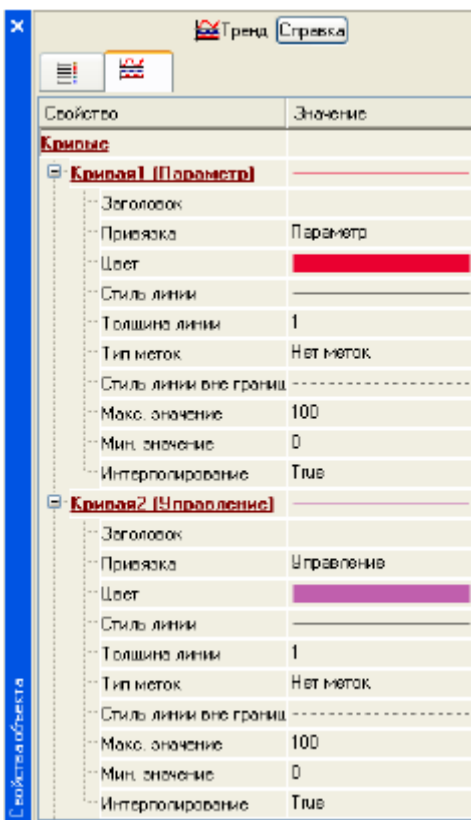 Тренд Справка
Свойство Значение
Кривые
Кривая1 (Параметр)
Заголовок
Привязка Параметр
Цвет
Стиль линии
Толщина линии 1
Тип меток Нет меток
Стиль линии вне границ
Макс. значение 100
Мин. значение 0
Интерполирование True
Кривая2 (Управление)
Заголовок
Привязка Управление
Цвет
Стиль линии
Толщина линии 1
Тип меток Нет меток
Стиль линии вне границ
Макс. значение 100
Мин. значение 0
Интерполирование True
Свойства объекта